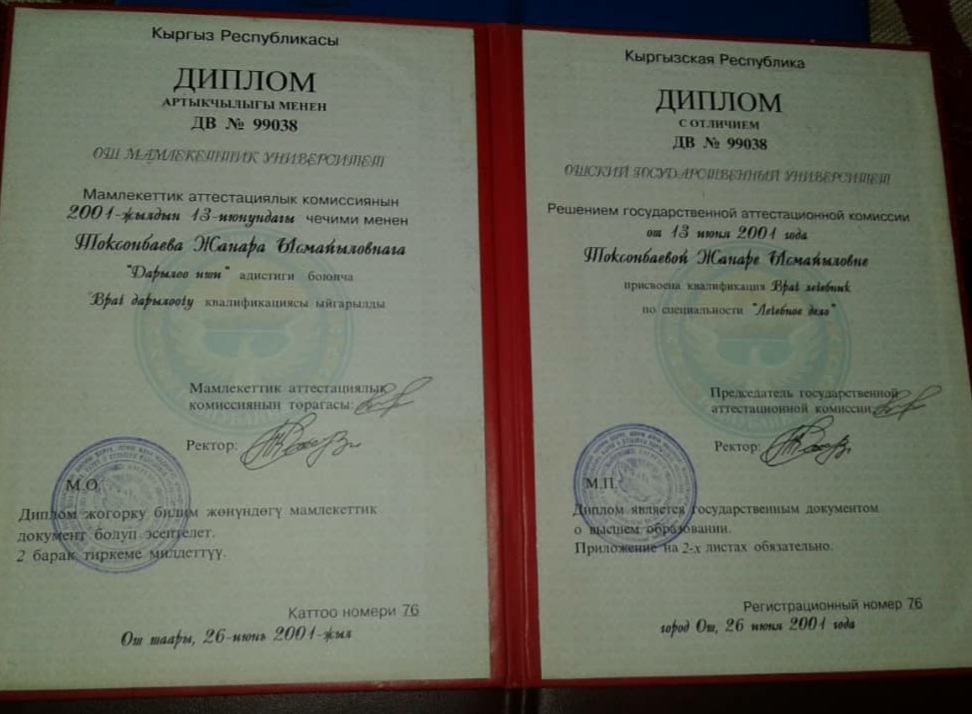 Кыргыз Республикасы
ДИПЛОМ
АРТЫКЧЫЛЫГЫ МЕНЕН
ДВ № 99038
ОШ МАМЛЕКЕТТИК УНИВЕРСИТЕТ
Мамлекеттик аттестациялык комиссиянын
2001-жылдын 13-июнундагы чечими менен
Токсонбаева Жанара Ысмайыловнага
"Дарылоо иши" адистиги боюнча
"Врач дарылоочу квалификациясы ыйгарылды
Мамлекеттик аттестациялык
комиссиянын торагасы:
Ректор:
М.О.
Диплом жогорку билим жөнүндөгү мамлекеттик
документ болуп эсептелет.
2 барак тиркеме милдеттүү.
Каттоо номери 76
Ош шаары, 26-июнь 2001-жыл
Кыргызская Республика
ДИПЛОМ
С ОТЛИЧИЕМ
ДВ № 99038
ОШСКИЙ ГОСУДАРСТВЕННЫЙ УНИВЕРСИТЕТ
Решением государственной аттестационной комиссии
от 13 июня 2001 года
Токсонбаевой Жанаре Ысмайыловне
присвоена квалификация Врач лечебник
по специальности "Лечебное дело"
Председатель государственной
аттестационной комиссии:
Ректор:
М.П.
Диплом является государственным документом
о высшем образовании.
Приложение на 2-х листах обязательно.
Регистрационный номер 76
город Ош, 26 июня 2001 года